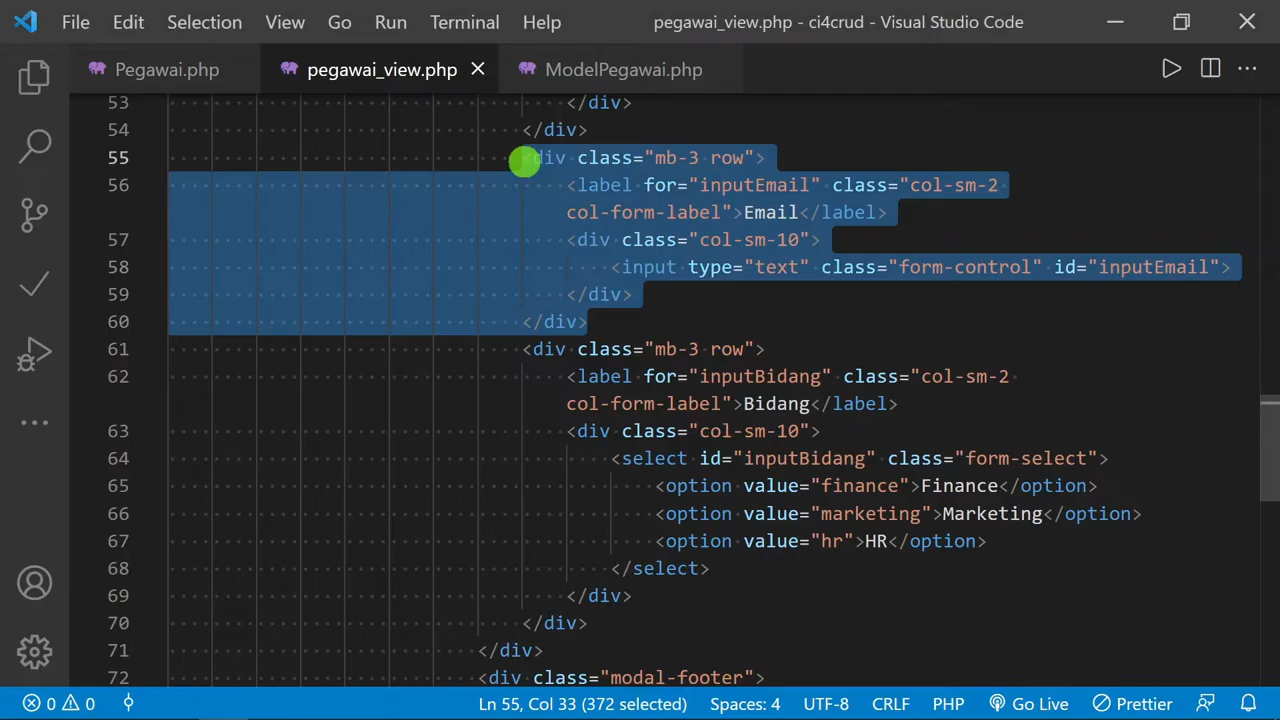 File Edit Selection View Go Run Terminal Help pegawai_view.php - ci4crud - Visual Studio Code
Pegawai.php pegawai_view.php ModelPegawai.php
53 </div>
54 </div>
55 <div class="mb-3 row">
56 <label for="inputEmail" class="col-sm-2
col-form-label">Email</label>
57 <div class="col-sm-10">
58 <input type="text" class="form-control" id="inputEmail">
59 </div>
60 </div>
61 <div class="mb-3 row">
62 <label for="inputBidang" class="col-sm-2
col-form-label">Bidang</label>
63 <div class="col-sm-10">
64 <select id="inputBidang" class="form-select">
65 <option value="finance">Finance</option>
66 <option value="marketing">Marketing</option>
67 <option value="hr">HR</option>
68 </select>
69 </div>
70 </div>
71 </div>
72 <div class="modal-footer">
0 0 Ln 55, Col 33 (372 selected) Spaces: 4 UTF-8 CRLF PHP Go Live Prettier